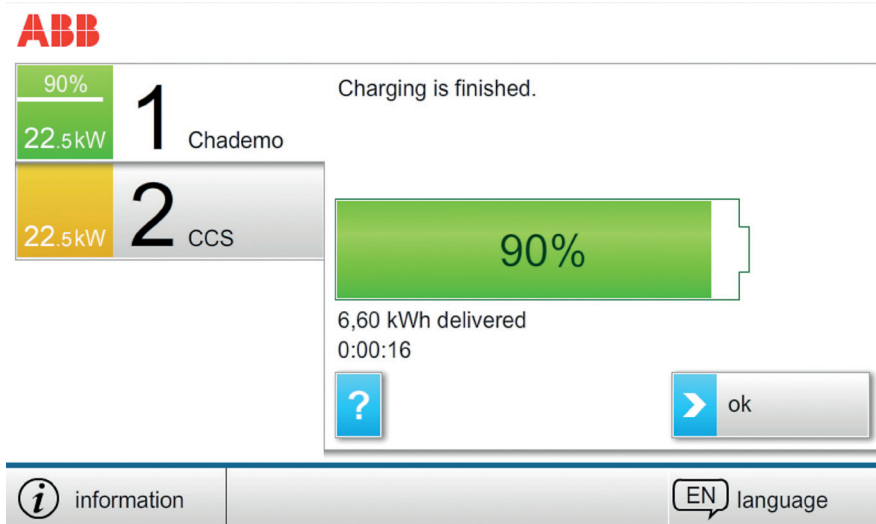 ABB
90%
22.5kW
1 Chademo
22.5kW
2 CCS
Charging is finished.
90%
6,60 kWh delivered
0:00:16
?
ok
i information
EN language